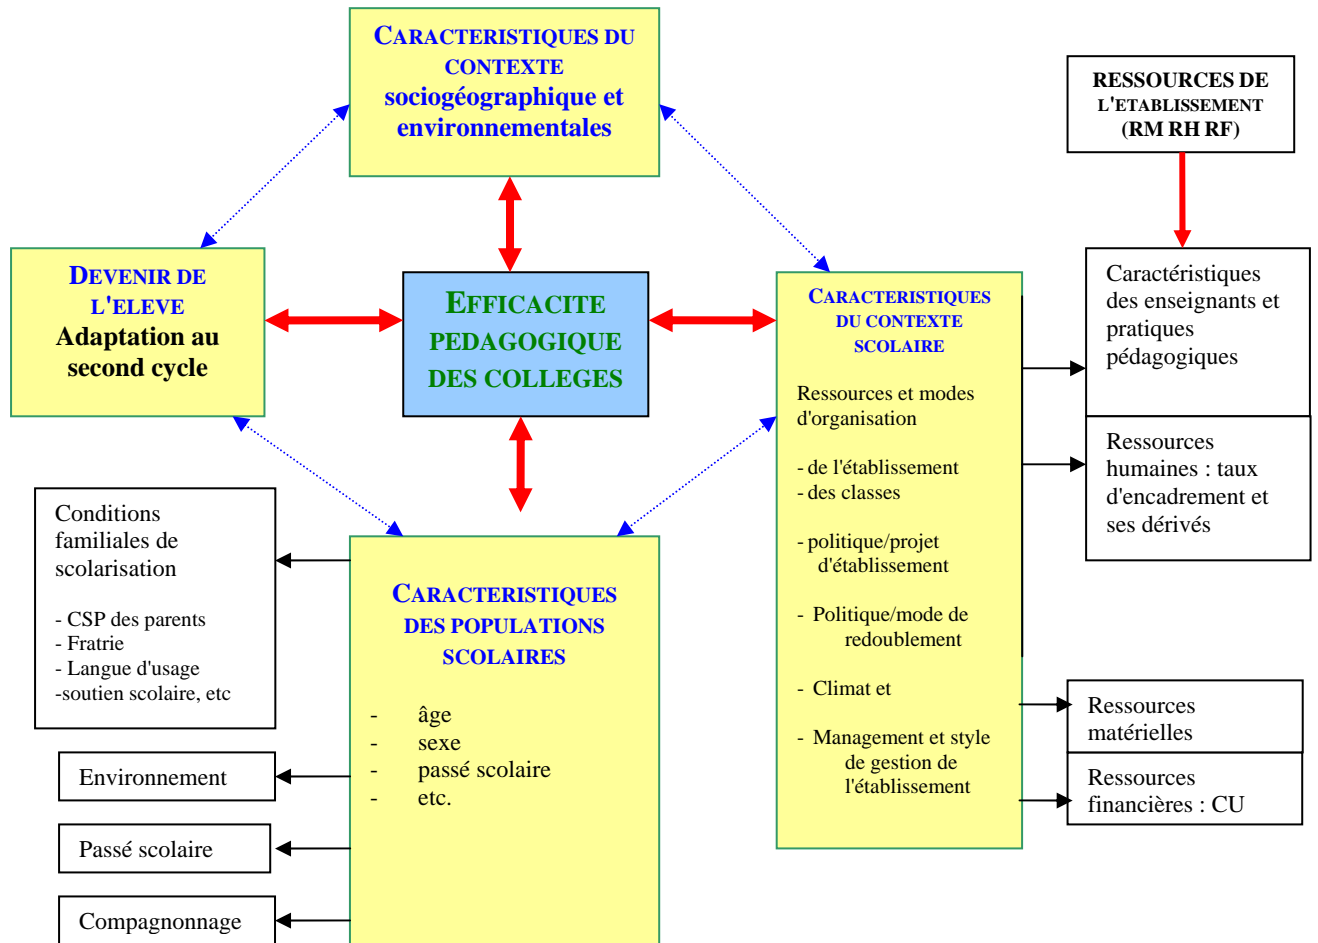 CARACTERISTIQUES DU
CONTEXTE
sociogéographique et
environnementales
RESSOURCES DE
L'ETABLISSEMENT
(RM RH RF)
DEVENIR DE
L'ELEVE
Adaptation au
second cycle
EFFICACITE
PEDAGOGIQUE
DES COLLEGES
CARACTERISTIQUES
DU CONTEXTE
SCOLAIRE
Ressources et modes
d'organisation
- de l'établissement
- des classes
- politique/projet
d'établissement
- Politique/mode de
redoublement
- Climat et
- Management et style
de gestion de
l'établissement
Caractéristiques
des enseignants et
pratiques
pédagogiques
Ressources
humaines : taux
d'encadrement et
ses dérivés
Ressources
matérielles
Ressources
financières : CU
Conditions
familiales de
scolarisation
- CSP des parents
- Fratrie
- Langue d'usage
-soutien scolaire, etc
Environnement
Passé scolaire
Compagnonnage
CARACTERISTIQUES
DES POPULATIONS
SCOLAIRES
- âge
- sexe
- passé scolaire
- etc.